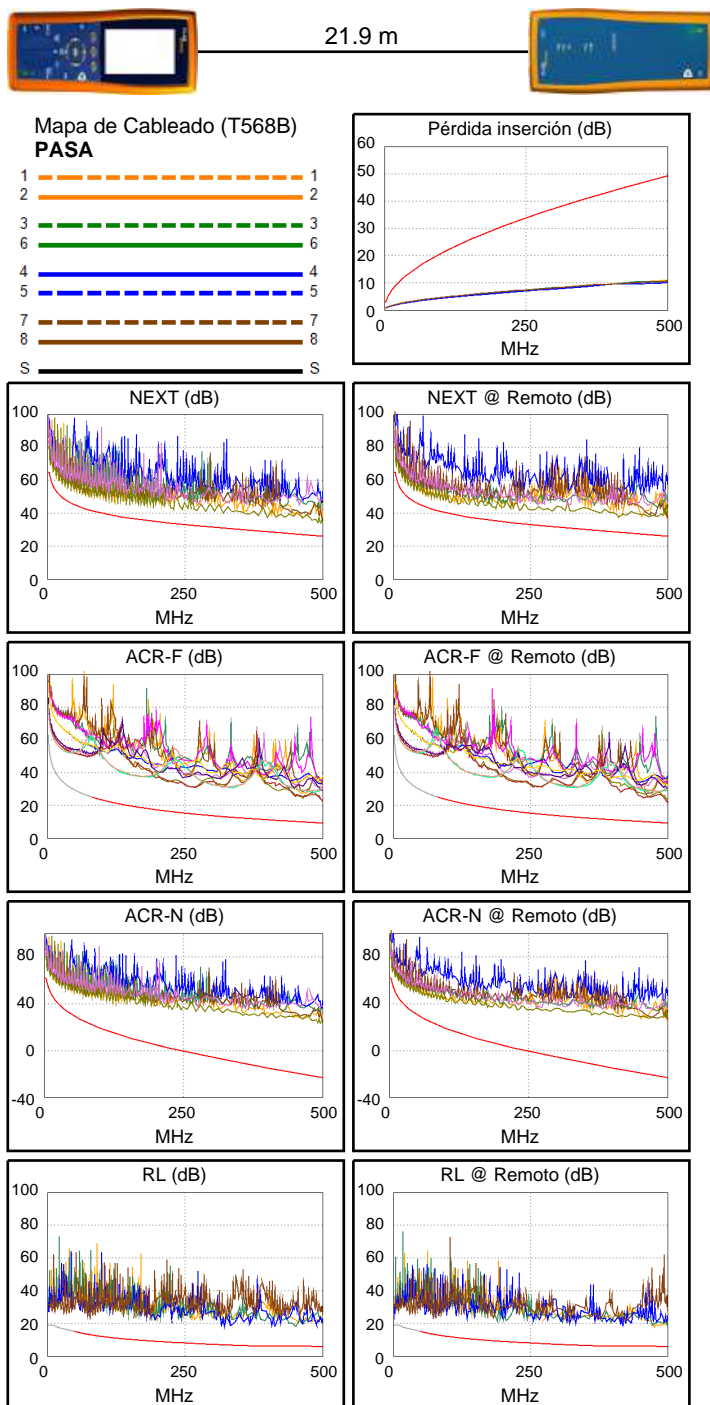 21.9 m
Mapa de Cableado (T568B)
PASA
1 1
2 2
3 3
6 6
4 4
5 5
7 7
8 8
S S
Pérdida inserción (dB)
60
50
40
30
20
10
0
0 250 500
MHz
NEXT (dB)
100
80
60
40
20
0
0 250 500
MHz
NEXT @ Remoto (dB)
100
80
60
40
20
0
0 250 500
MHz
ACR-F (dB)
100
80
60
40
20
0
0 250 500
MHz
ACR-F @ Remoto (dB)
100
80
60
40
20
0
0 250 500
MHz
ACR-N (dB)
80
40
0
-40
0 250 500
MHz
ACR-N @ Remoto (dB)
80
40
0
-40
0 250 500
MHz
RL (dB)
100
80
60
40
20
0
0 250 500
MHz
RL @ Remoto (dB)
100
80
60
40
20
0
0 250 500
MHz